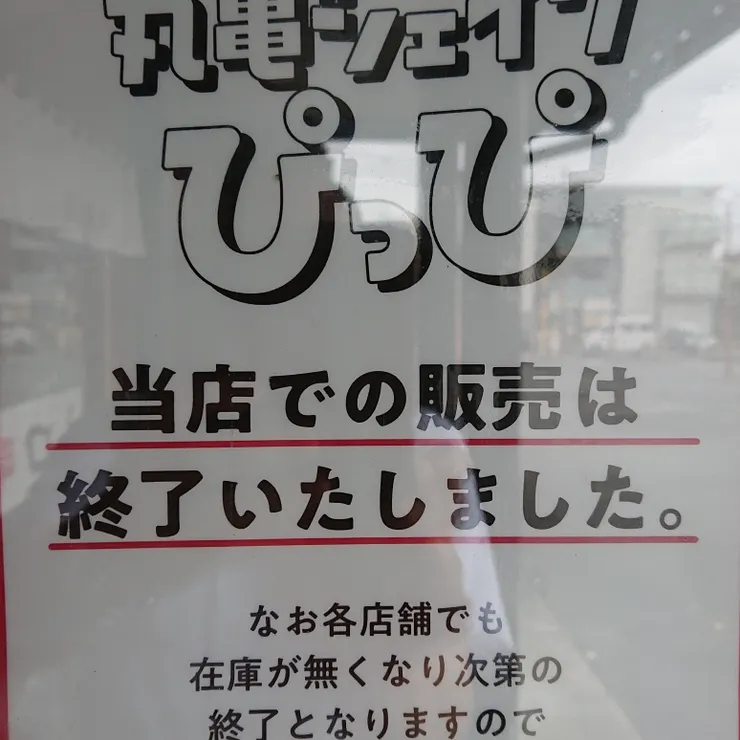 丸亀シェイク
ぴっぴ
当店での販売は
終了いたしました。
なお各店舗でも
在庫が無くなり次第の
終了となりますので